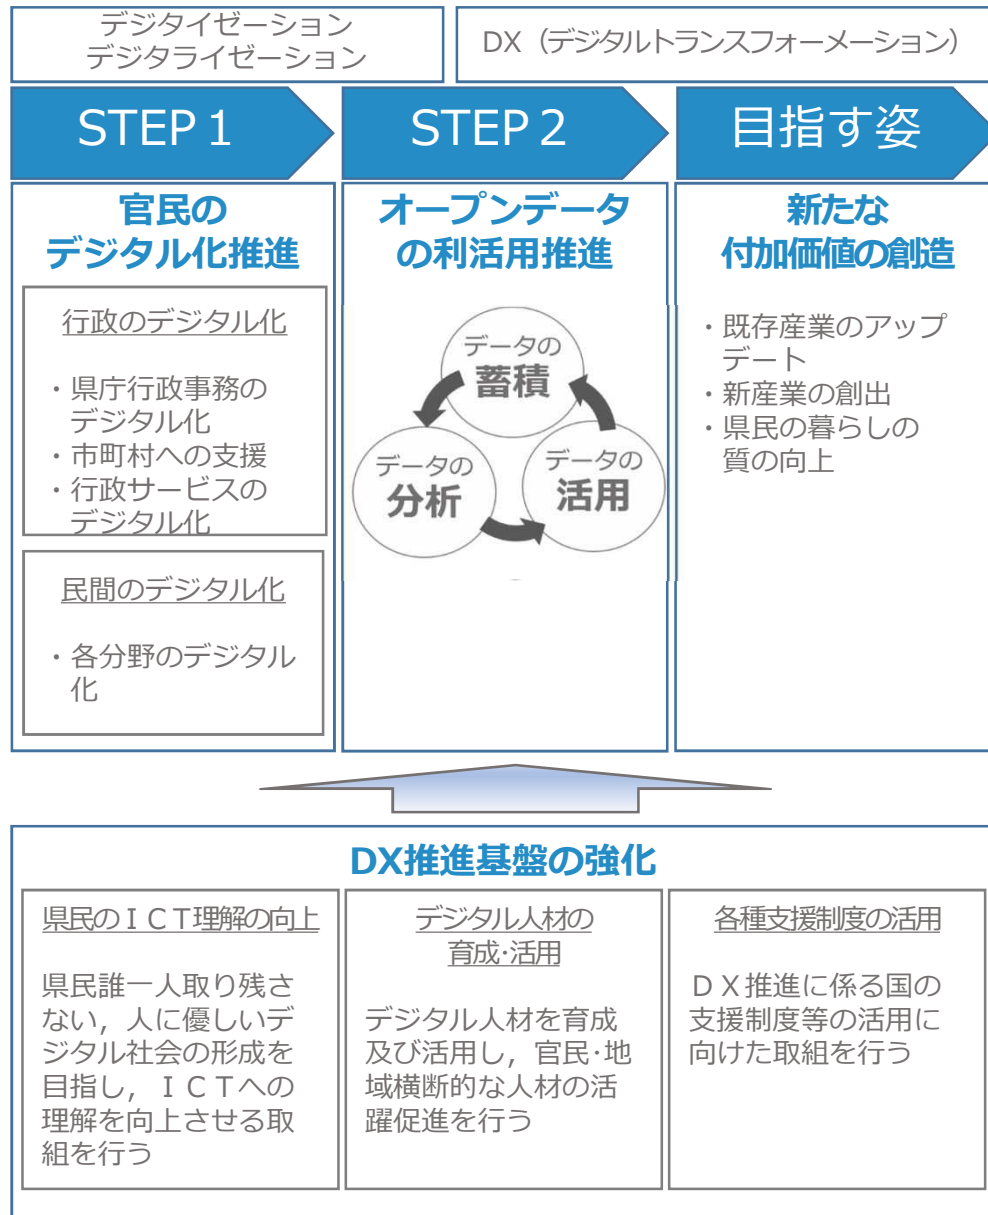 デジタイゼーション
デジタライゼーション
DX（デジタルトランスフォーメーション）
STEP１
STEP２
目指す姿
官民の
デジタル化推進
行政のデジタル化
・県庁行政事務の
デジタル化
・市町村への支援
・行政サービスの
デジタル化
民間のデジタル化
・各分野のデジタル
化
オープンデータ
の利活用推進
データの
蓄積
データの
分析
データの
活用
新たな
付加価値の創造
・既存産業のアップ
デート
・新産業の創出
・県民の暮らしの
質の向上
DX推進基盤の強化
県民のＩＣＴ理解の向上
県民誰一人取り残さ
ない，人に優しいデ
ジタル社会の形成を
目指し，ＩＣＴへの
理解を向上させる取
組を行う
デジタル人材の
育成・活用
デジタル人材を育成
及び活用し，官民・地
域横断的な人材の活
躍促進を行う
各種支援制度の活用
ＤＸ推進に係る国の
支援制度等の活用に
向けた取組を行う